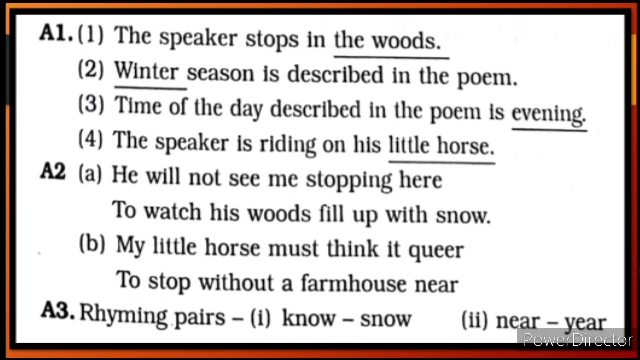 A1. (1) The speaker stops in the woods.
(2) Winter season is described in the poem.
(3) Time of the day described in the poem is evening.
(4) The speaker is riding on his little horse.
A2 (a) He will not see me stopping here
To watch his woods fill up with snow.
(b) My little horse must think it queer
To stop without a farmhouse near
A3. Rhyming pairs – (i) know – snow (ii) near – year
PowerDirector